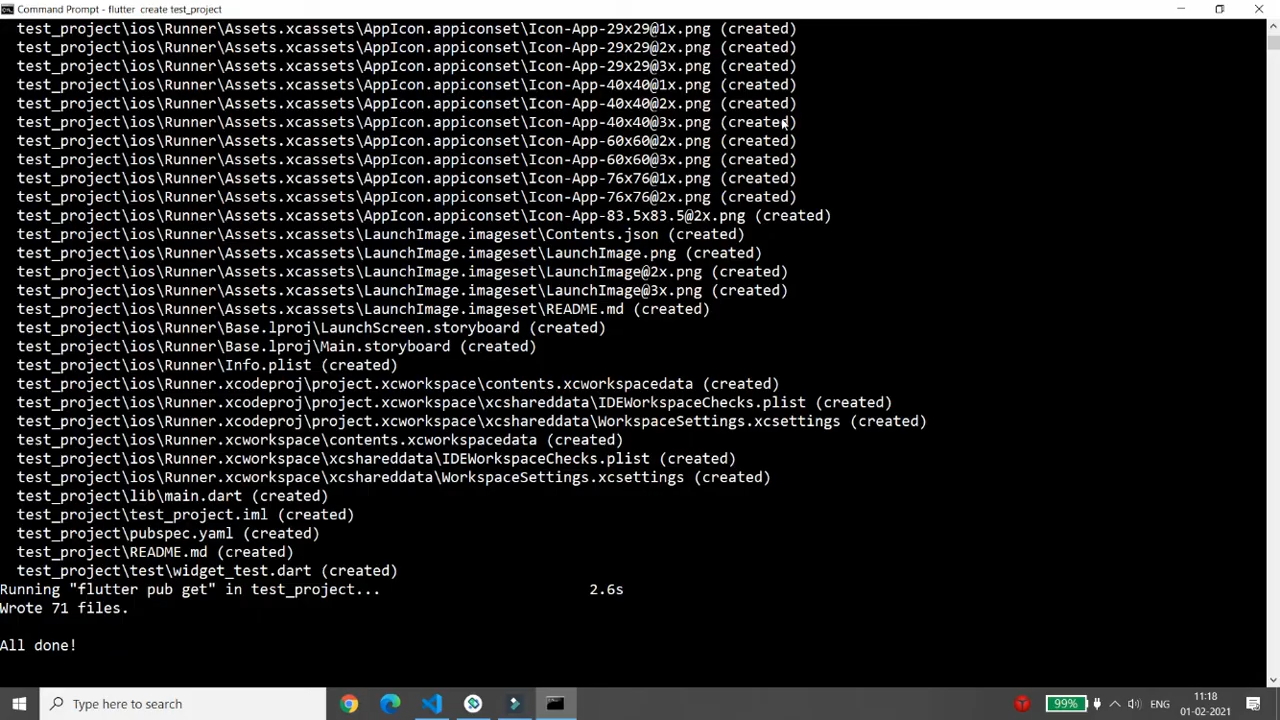 Command Prompt - flutter  create test_project
test_project\ios\Runner\Assets.xcassets\AppIcon.appiconset\Icon-App-29x29@1x.png (created)
test_project\ios\Runner\Assets.xcassets\AppIcon.appiconset\Icon-App-29x29@2x.png (created)
test_project\ios\Runner\Assets.xcassets\AppIcon.appiconset\Icon-App-29x29@3x.png (created)
test_project\ios\Runner\Assets.xcassets\AppIcon.appiconset\Icon-App-40x40@1x.png (created)
test_project\ios\Runner\Assets.xcassets\AppIcon.appiconset\Icon-App-40x40@2x.png (created)
test_project\ios\Runner\Assets.xcassets\AppIcon.appiconset\Icon-App-40x40@3x.png (created)
test_project\ios\Runner\Assets.xcassets\AppIcon.appiconset\Icon-App-60x60@2x.png (created)
test_project\ios\Runner\Assets.xcassets\AppIcon.appiconset\Icon-App-60x60@3x.png (created)
test_project\ios\Runner\Assets.xcassets\AppIcon.appiconset\Icon-App-76x76@1x.png (created)
test_project\ios\Runner\Assets.xcassets\AppIcon.appiconset\Icon-App-76x76@2x.png (created)
test_project\ios\Runner\Assets.xcassets\AppIcon.appiconset\Icon-App-83.5x83.5@2x.png (created)
test_project\ios\Runner\Assets.xcassets\LaunchImage.imageset\Contents.json (created)
test_project\ios\Runner\Assets.xcassets\LaunchImage.imageset\LaunchImage.png (created)
test_project\ios\Runner\Assets.xcassets\LaunchImage.imageset\LaunchImage@2x.png (created)
test_project\ios\Runner\Assets.xcassets\LaunchImage.imageset\LaunchImage@3x.png (created)
test_project\ios\Runner\Assets.xcassets\LaunchImage.imageset\README.md (created)
test_project\ios\Runner\Base.lproj\LaunchScreen.storyboard (created)
test_project\ios\Runner\Base.lproj\Main.storyboard (created)
test_project\ios\Runner\Info.plist (created)
test_project\ios\Runner.xcodeproj\project.xcworkspace\contents.xcworkspacedata (created)
test_project\ios\Runner.xcodeproj\project.xcworkspace\xcshareddata\IDEWorkspaceChecks.plist (created)
test_project\ios\Runner.xcodeproj\project.xcworkspace\xcshareddata\WorkspaceSettings.xcsettings (created)
test_project\ios\Runner.xcworkspace\contents.xcworkspacedata (created)
test_project\ios\Runner.xcworkspace\xcshareddata\IDEWorkspaceChecks.plist (created)
test_project\ios\Runner.xcworkspace\xcshareddata\WorkspaceSettings.xcsettings (created)
test_project\lib\main.dart (created)
test_project\test_project.iml (created)
test_project\pubspec.yaml (created)
test_project\README.md (created)
test_project\test\widget_test.dart (created)
Running "flutter pub get" in test_project... 2.6s
Wrote 71 files.
All done!
Type here to search
99%
ENG
11:18
01-02-2021